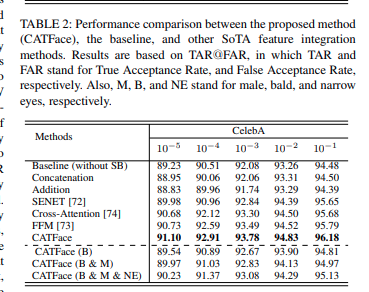 TABLE 2: Performance comparison between the proposed method
(CATFace), the baseline, and other SoTA feature integration
methods. Results are based on TAR@FAR, in which TAR and
FAR stand for True Acceptance Rate, and False Acceptance Rate,
respectively. Also, M, B, and NE stand for male, bald, and narrow
eyes, respectively.
Methods CelebA
10⁻⁵ 10⁻⁴ 10⁻³ 10⁻² 10⁻¹
Baseline (without SB) 89.23 90.51 92.08 93.26 94.48
Concatenation 88.95 90.06 92.06 93.31 94.50
Addition 88.83 89.96 91.74 93.29 94.39
SENET [72] 89.98 90.96 92.84 94.39 95.65
Cross-Attention [74] 90.68 92.12 93.30 94.50 95.68
FFM [73] 90.73 92.59 93.49 94.52 95.79
CATFace 91.10 92.91 93.78 94.83 96.18
CATFace (B) 89.54 90.89 92.67 93.90 94.81
CATFace (B & M) 89.97 91.03 92.83 94.13 94.97
CATFace (B & M & NE) 90.23 91.37 93.08 94.29 95.13